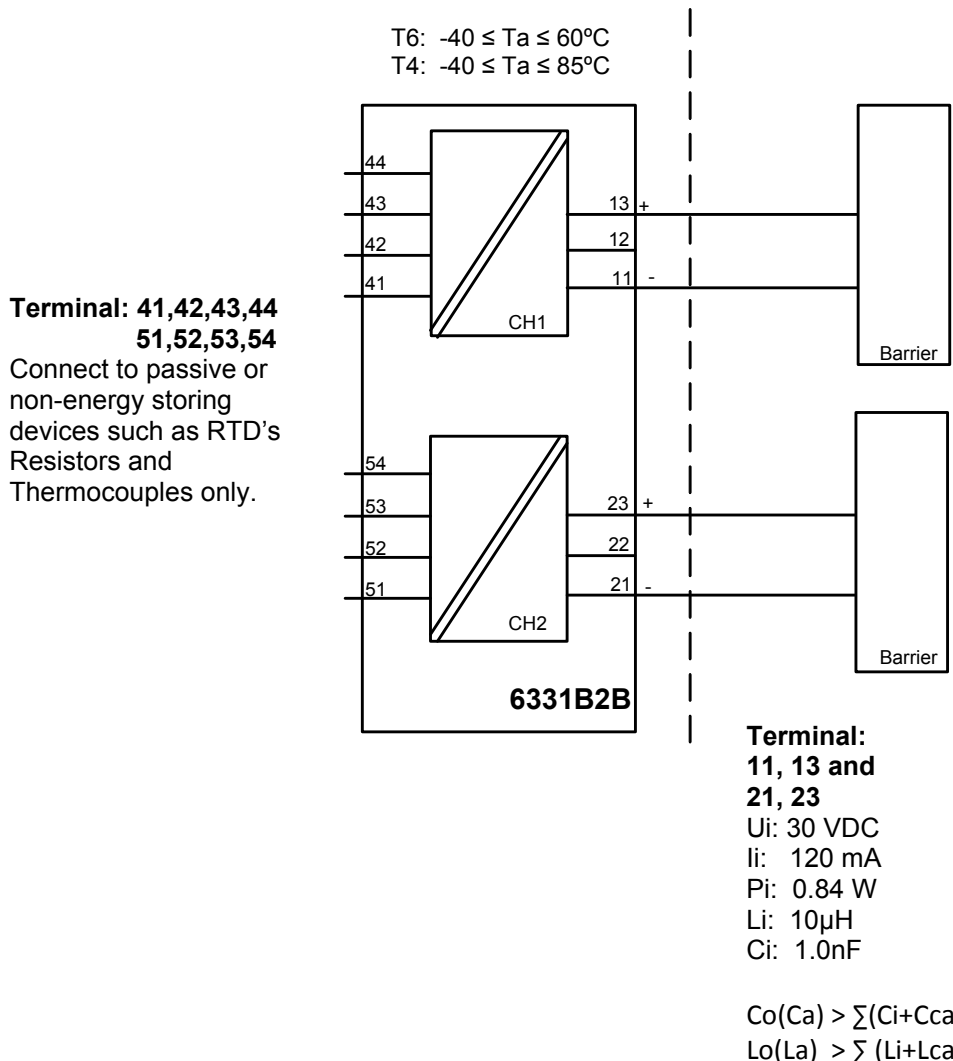 T6: -40 ≤ Ta ≤ 60ºC
T4: -40 ≤ Ta ≤ 85ºC
44
43
42
41
13 +
12
11 -
CH1
Barrier
Terminal: 41,42,43,44
51,52,53,54
Connect to passive or
non-energy storing
devices such as RTD's
Resistors and
Thermocouples only.
54
53
52
51
23 +
22
21 -
CH2
Barrier
6331B2B
Terminal:
11, 13 and
21, 23
Ui: 30 VDC
Ii: 120 mA
Pi: 0.84 W
Li: 10µH
Ci: 1.0nF
Co(Ca) > ∑(Ci+Cca
Lo(La) > ∑ (Li+Lca